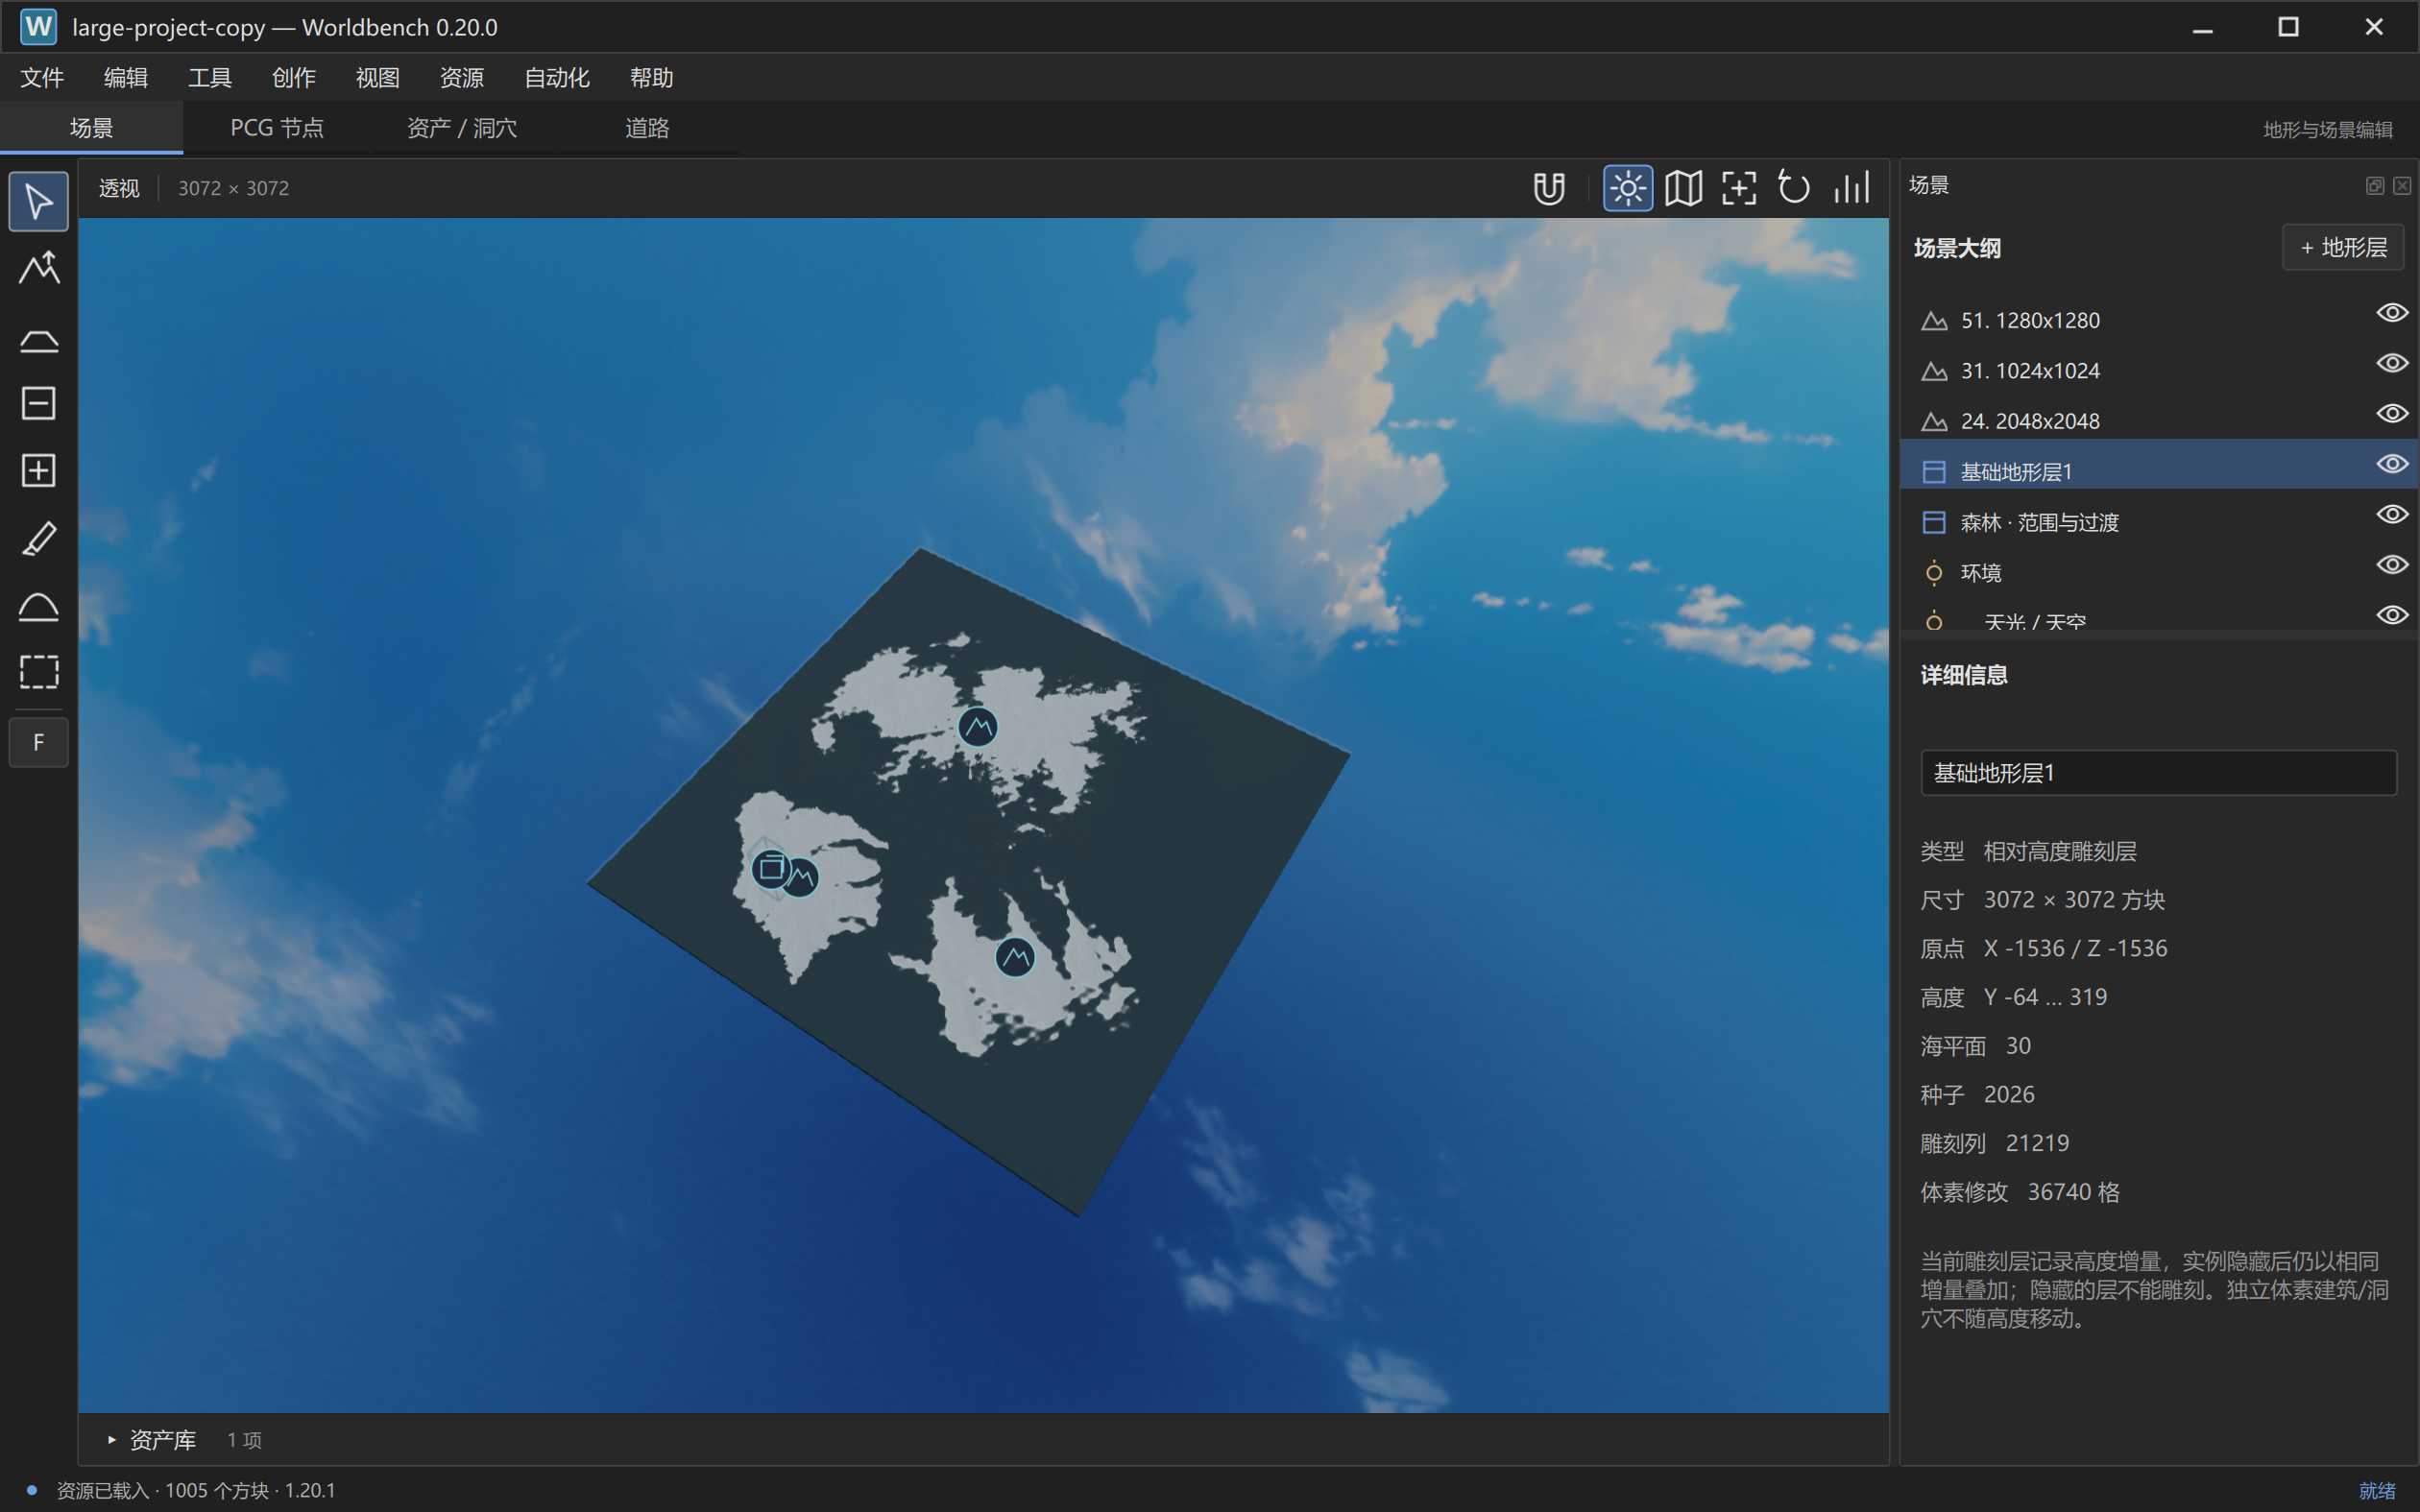 W large-project-copy — Worldbench 0.20.0
文件 编辑 工具 创作 视图 资源 自动化 帮助
场景 PCG 节点 资产 / 洞穴 道路 地形与场景编辑
透视 3072 × 3072
场景
场景大纲 + 地形层
51. 1280x1280
31. 1024x1024
24. 2048x2048
基础地形层1
森林 · 范围与过渡
环境
天光 / 天空
F
详细信息
基础地形层1
类型 相对高度雕刻层
尺寸 3072 × 3072 方块
原点 X -1536 / Z -1536
高度 Y -64 ... 319
海平面 30
种子 2026
雕刻列 21219
体素修改 36740 格
当前雕刻层记录高度增量，实例隐藏后仍以相同
增量叠加；隐藏的层不能雕刻。独立体素建筑/洞
穴不随高度移动。
资产库 1 项
资源已载入 · 1005 个方块 · 1.20.1 就绪